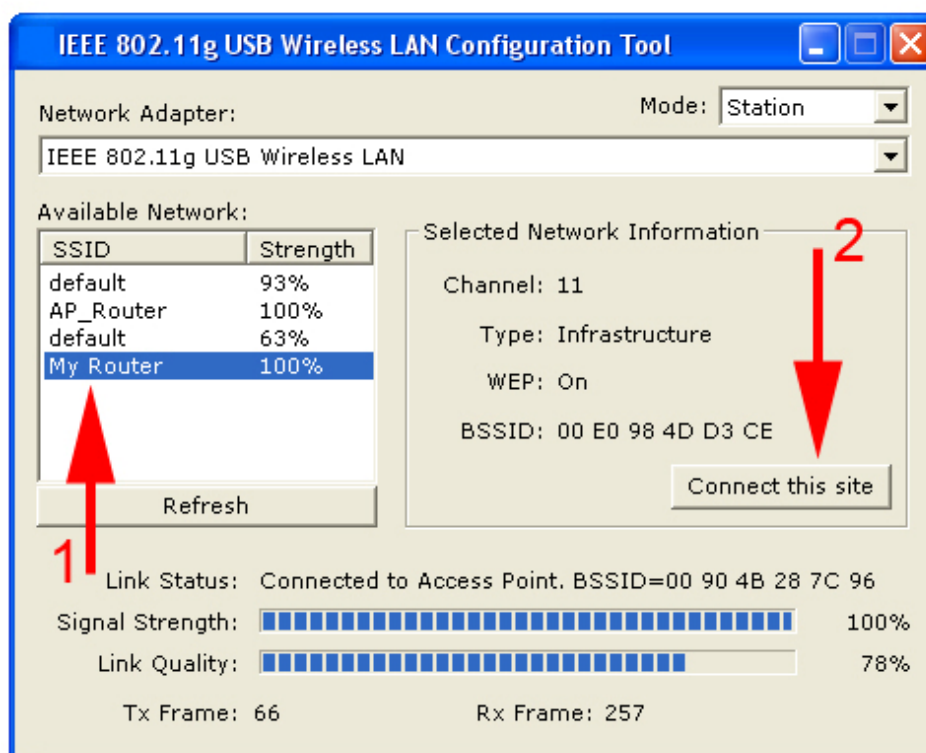 IEEE 802.11g USB Wireless LAN Configuration Tool
Network Adapter:
Mode: Station
IEEE 802.11g USB Wireless LAN
Available Network:
SSID Strength
default 93%
AP_Router 100%
default 63%
My Router 100%
Refresh
1
Selected Network Information
2
Channel: 11
Type: Infrastructure
WEP: On
BSSID: 00 E0 98 4D D3 CE
Connect this site
Link Status: Connected to Access Point. BSSID=00 90 4B 28 7C 96
Signal Strength: 100%
Link Quality: 78%
Tx Frame: 66 Rx Frame: 257